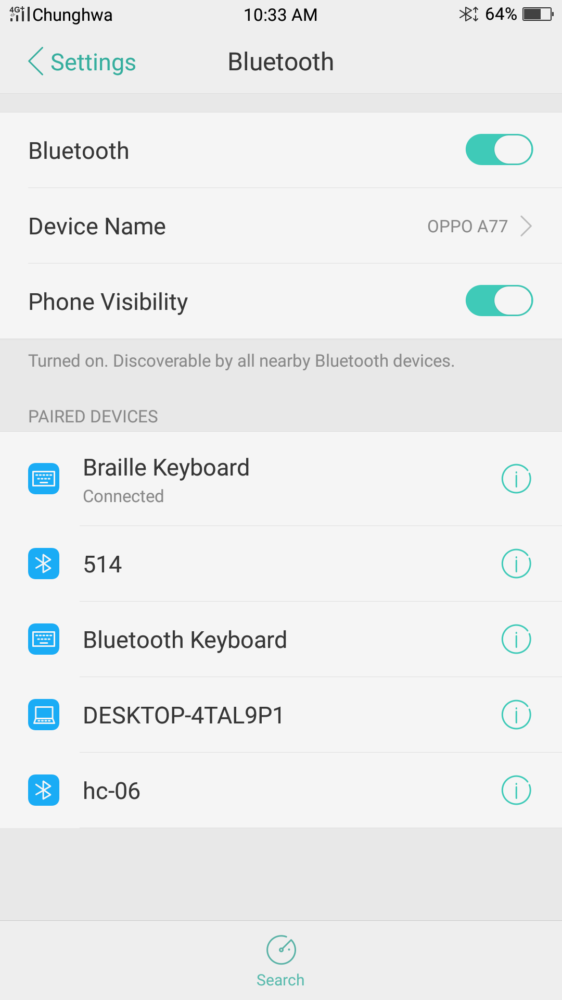 4G+ Chunghwa 10:33 AM 64%
Settings Bluetooth
Bluetooth
Device Name OPPO A77
Phone Visibility
Turned on. Discoverable by all nearby Bluetooth devices.
PAIRED DEVICES
Braille Keyboard
Connected
514
Bluetooth Keyboard
DESKTOP-4TAL9P1
hc-06
Search